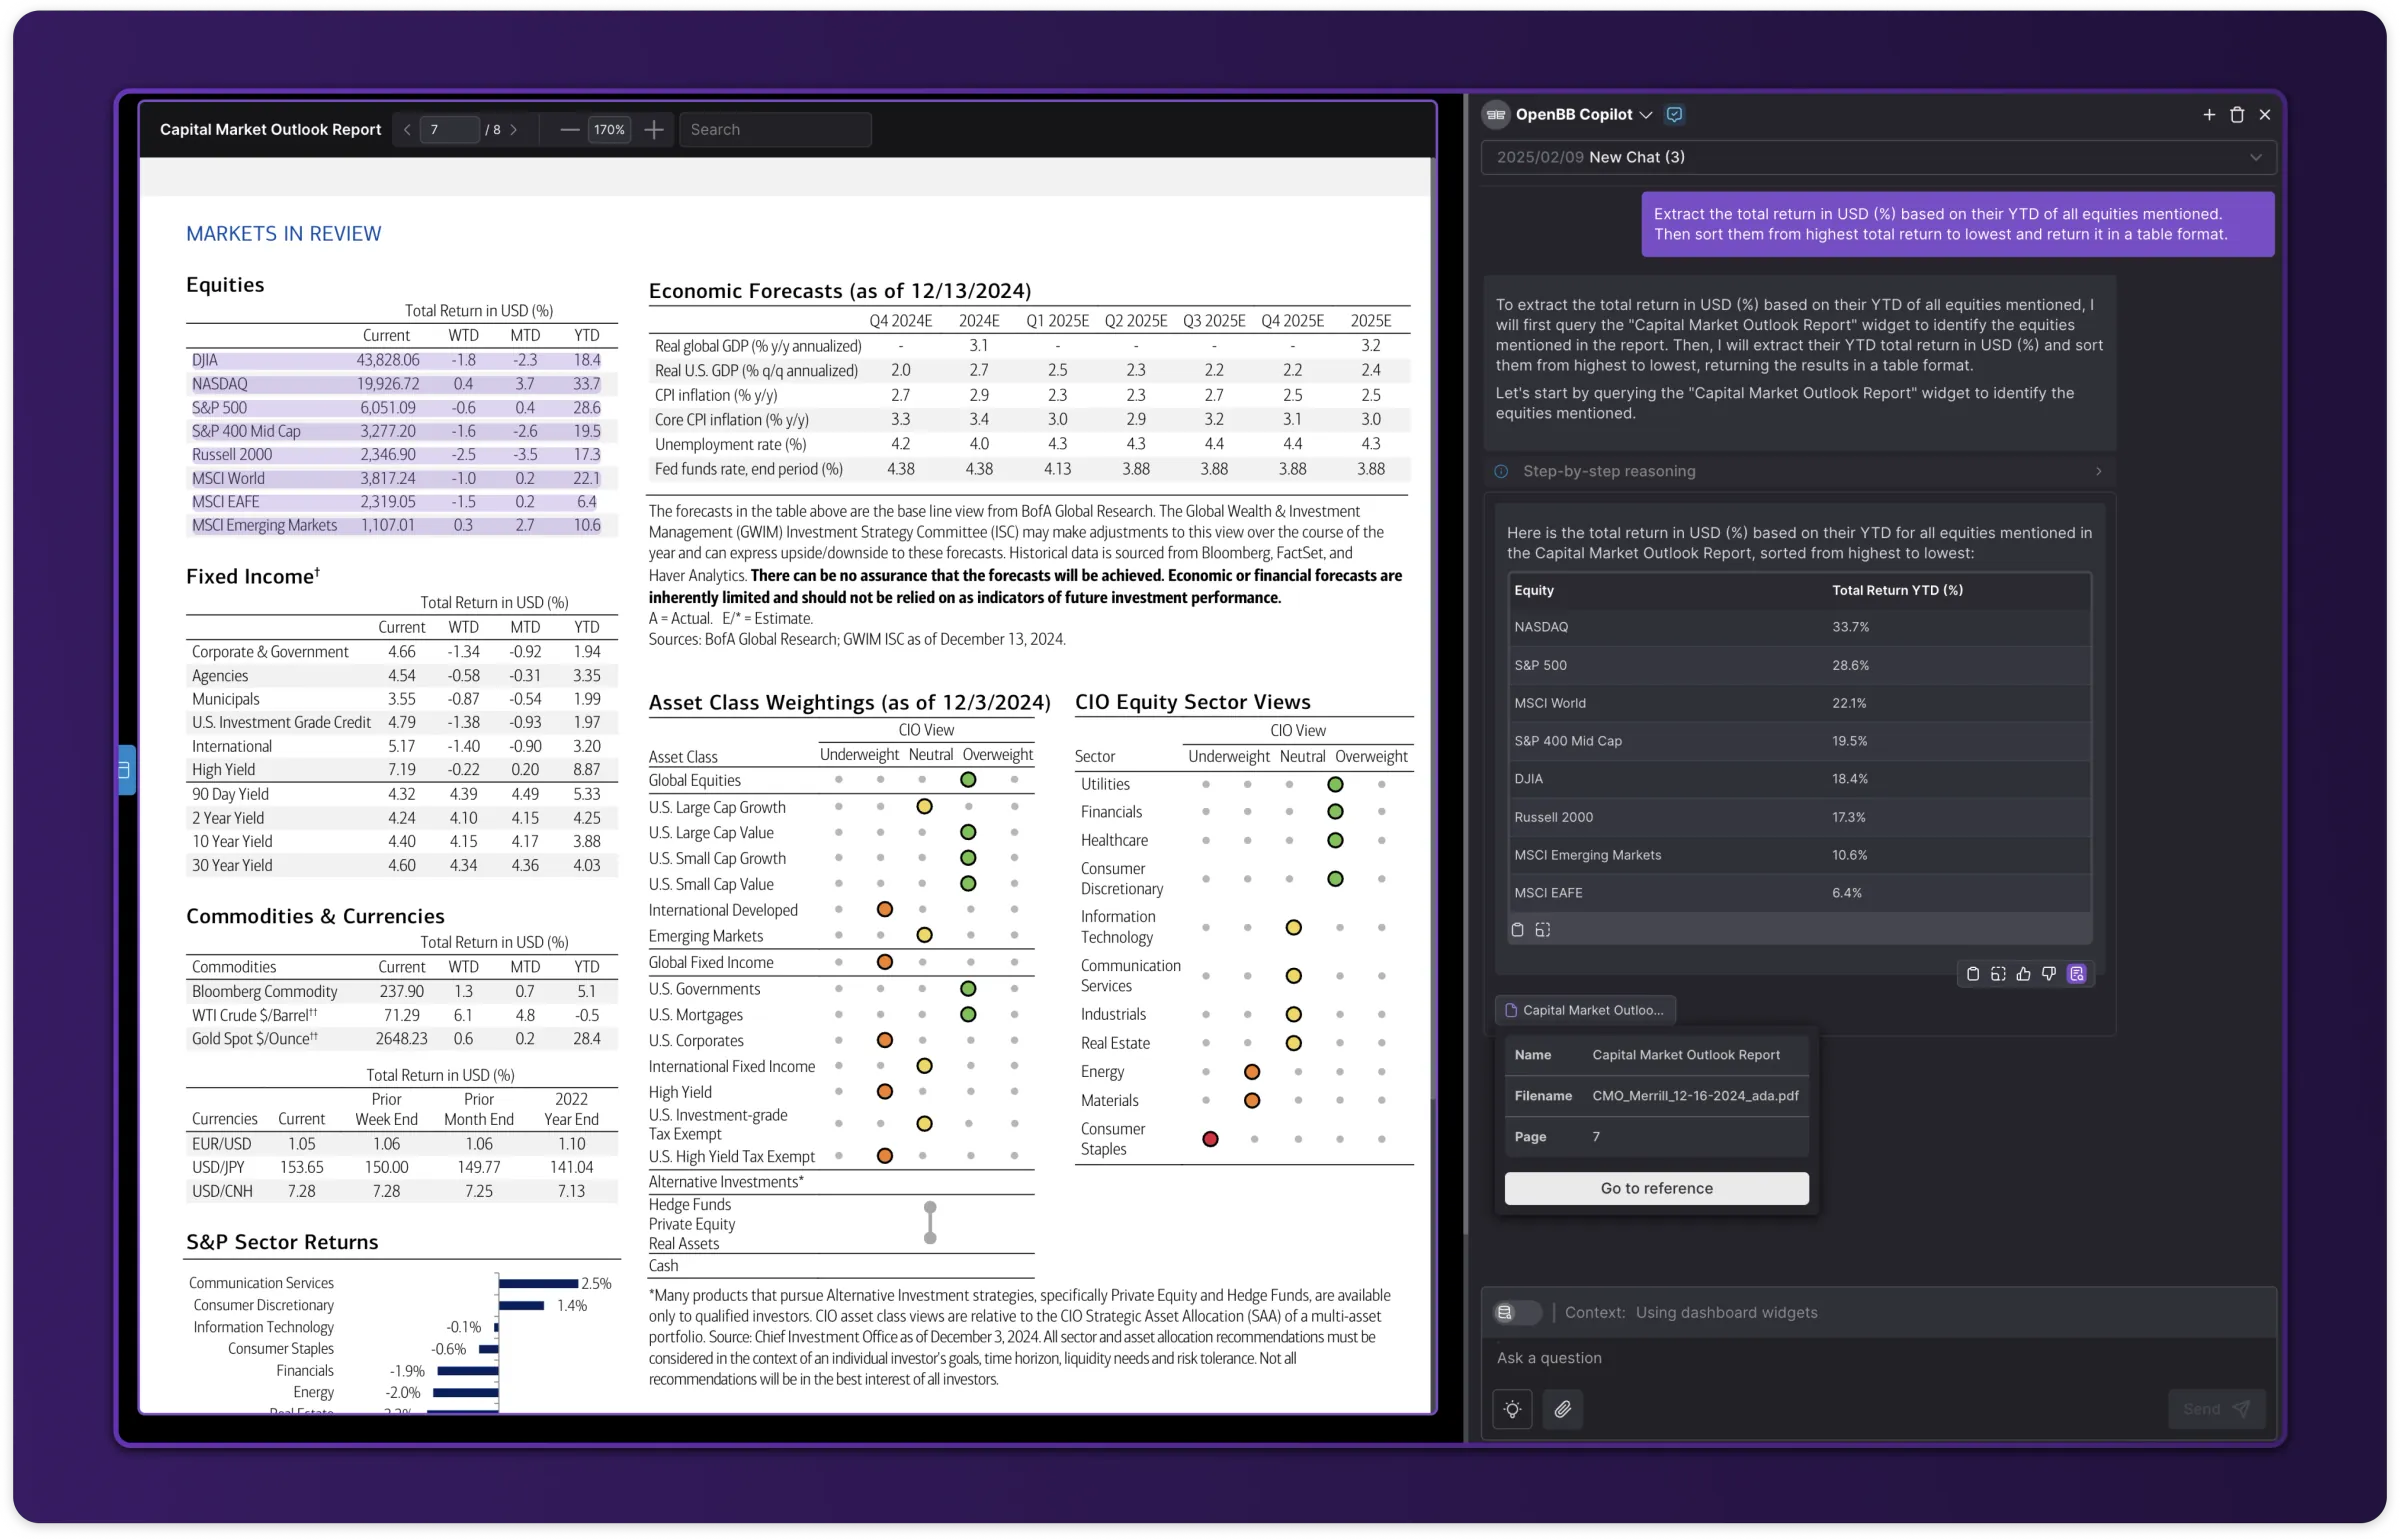 Capital Market Outlook Report
7 / 8
170%
Search
MARKETS IN REVIEW
Equities
Total Return in USD (%)
Current WTD MTD YTD
DJIA 43,828.06 -1.8 -2.3 18.4
NASDAQ 19,926.72 0.4 3.7 33.7
S&P 500 6,051.09 -0.6 0.4 28.6
S&P 400 Mid Cap 3,277.20 -1.6 -2.6 19.5
Russell 2000 2,346.90 -2.5 -3.5 17.3
MSCI World 3,817.24 -1.0 0.2 22.1
MSCI EAFE 2,319.05 -1.5 0.2 6.4
MSCI Emerging Markets 1,107.01 0.3 2.7 10.6
Fixed Income†
Total Return in USD (%)
Current WTD MTD YTD
Corporate & Government 4.66 -1.34 -0.92 1.94
Agencies 4.54 -0.58 -0.31 3.35
Municipals 3.55 -0.87 -0.54 1.99
U.S. Investment Grade Credit 4.79 -1.38 -0.93 1.97
International 5.17 -1.40 -0.90 3.20
High Yield 7.19 -0.22 0.20 8.87
90 Day Yield 4.32 4.39 4.49 5.33
2 Year Yield 4.24 4.10 4.15 4.25
10 Year Yield 4.40 4.15 4.17 3.88
30 Year Yield 4.60 4.34 4.36 4.03
Commodities & Currencies
Total Return in USD (%)
Commodities Current WTD MTD YTD
Bloomberg Commodity 237.90 1.3 0.7 5.1
WTI Crude $/Barrel†† 71.29 6.1 4.8 -0.5
Gold Spot $/Ounce†† 2648.23 0.6 0.2 28.4
Total Return in USD (%)
Prior Prior 2022
Currencies Current Week End Month End Year End
EUR/USD 1.05 1.06 1.06 1.10
USD/JPY 153.65 150.00 149.77 141.04
USD/CNH 7.28 7.28 7.25 7.13
S&P Sector Returns
Communication Services 2.5%
Consumer Discretionary 1.4%
Information Technology -0.1%
Consumer Staples -0.6%
Financials -1.9%
Energy -2.0%
Economic Forecasts (as of 12/13/2024)
Q4 2024E 2024E Q1 2025E Q2 2025E Q3 2025E Q4 2025E 2025E
Real global GDP (% y/y annualized) - 3.1 - - - - 3.2
Real U.S. GDP (% q/q annualized) 2.0 2.7 2.5 2.3 2.2 2.2 2.4
CPI inflation (% y/y) 2.7 2.9 2.3 2.3 2.7 2.5 2.5
Core CPI inflation (% y/y) 3.3 3.4 3.0 2.9 3.2 3.1 3.0
Unemployment rate (%) 4.2 4.0 4.3 4.3 4.4 4.4 4.3
Fed funds rate, end period (%) 4.38 4.38 4.13 3.88 3.88 3.88 3.88
The forecasts in the table above are the base line view from BofA Global Research. The Global Wealth & Investment
Management (GWIM) Investment Strategy Committee (ISC) may make adjustments to this view over the course of the
year and can express upside/downside to these forecasts. Historical data is sourced from Bloomberg, FactSet, and
Haver Analytics. There can be no assurance that the forecasts will be achieved. Economic or financial forecasts are
inherently limited and should not be relied on as indicators of future investment performance.
A = Actual. E/* = Estimate.
Sources: BofA Global Research; GWIM ISC as of December 13, 2024.
Asset Class Weightings (as of 12/3/2024)
CIO View
Asset Class Underweight Neutral Overweight
Global Equities
U.S. Large Cap Growth
U.S. Large Cap Value
U.S. Small Cap Growth
U.S. Small Cap Value
International Developed
Emerging Markets
Global Fixed Income
U.S. Governments
U.S. Mortgages
U.S. Corporates
International Fixed Income
High Yield
U.S. Investment-grade
Tax Exempt
U.S. High Yield Tax Exempt
Alternative Investments*
Hedge Funds
Private Equity
Real Assets
Cash
CIO Equity Sector Views
CIO View
Sector Underweight Neutral Overweight
Utilities
Financials
Healthcare
Consumer
Discretionary
Information
Technology
Communication
Services
Industrials
Real Estate
Energy
Materials
Consumer
Staples
*Many products that pursue Alternative Investment strategies, specifically Private Equity and Hedge Funds, are available
only to qualified investors. CIO asset class views are relative to the CIO Strategic Asset Allocation (SAA) of a multi-asset
portfolio. Source: Chief Investment Office as of December 3, 2024. All sector and asset allocation recommendations must be
considered in the context of an individual investor's goals, time horizon, liquidity needs and risk tolerance. Not all
recommendations will be in the best interest of all investors.
OpenBB Copilot
2025/02/09 New Chat (3)
Extract the total return in USD (%) based on their YTD of all equities mentioned.
Then sort them from highest total return to lowest and return it in a table format.
To extract the total return in USD (%) based on their YTD of all equities mentioned, I
will first query the "Capital Market Outlook Report" widget to identify the equities
mentioned in the report. Then, I will extract their YTD total return in USD (%) and sort
them from highest to lowest, returning the results in a table format.
Let's start by querying the "Capital Market Outlook Report" widget to identify the
equities mentioned.
Step-by-step reasoning
Here is the total return in USD (%) based on their YTD for all equities mentioned in
the Capital Market Outlook Report, sorted from highest to lowest:
Equity Total Return YTD (%)
NASDAQ 33.7%
S&P 500 28.6%
MSCI World 22.1%
S&P 400 Mid Cap 19.5%
DJIA 18.4%
Russell 2000 17.3%
MSCI Emerging Markets 10.6%
MSCI EAFE 6.4%
Capital Market Outloo...
Name Capital Market Outlook Report
Filename CMO_Merrill_12-16-2024_ada.pdf
Page 7
Go to reference
Context: Using dashboard widgets
Ask a question
Send